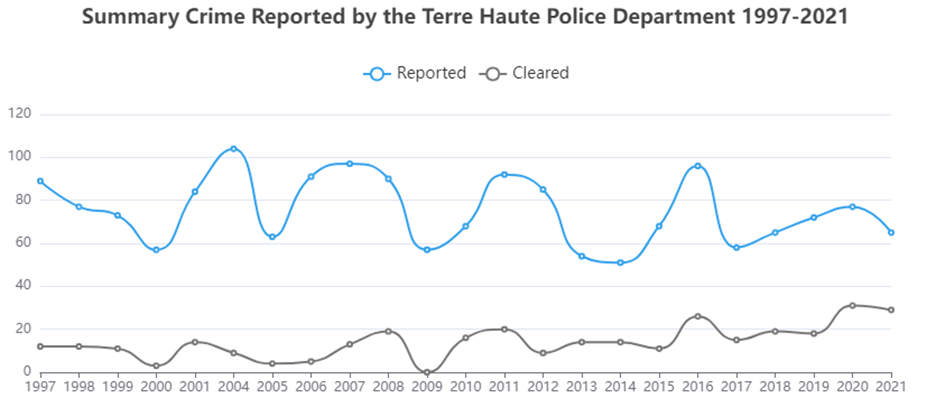 Summary Crime Reported by the Terre Haute Police Department 1997-2021
Reported Cleared
120
100
80
60
40
20
0
1997 1998 1999 2000 2001 2004 2005 2006 2007 2008 2009 2010 2011 2012 2013 2014 2015 2016 2017 2018 2019 2020 2021